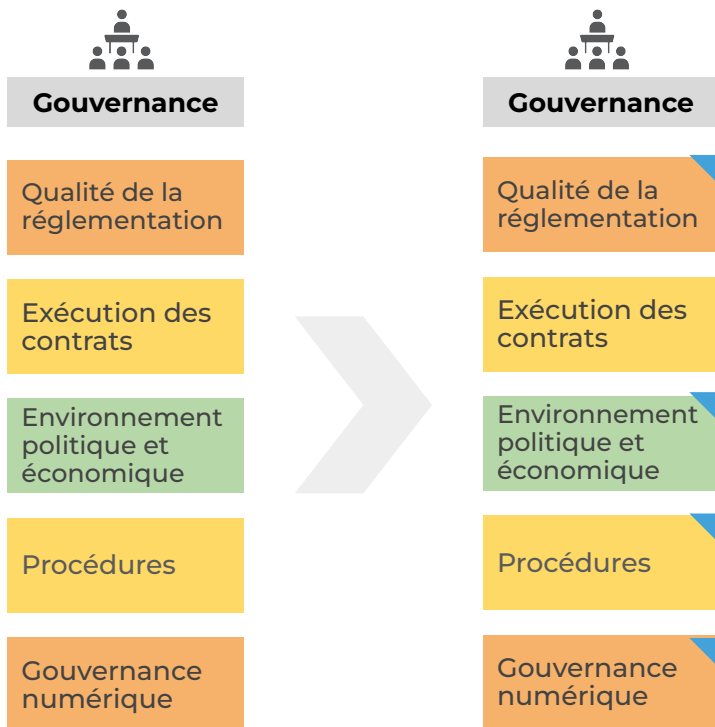 Gouvernance
Qualité de la
réglementation
Exécution des
contrats
Environnement
politique et
économique
Procédures
Gouvernance
numérique
Gouvernance
Qualité de la
réglementation
Exécution des
contrats
Environnement
politique et
économique
Procédures
Gouvernance
numérique